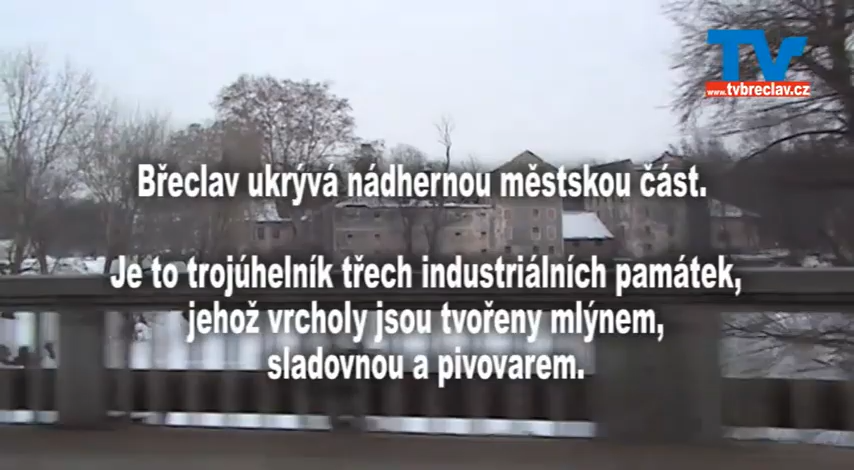 TV
www.tvbreclav.cz
Břeclav ukrývá nádhernou městskou část.
Je to trojúhelník třech industriálních památek,
jehož vrcholy jsou tvořeny mlýnem,
sladovnou a pivovarem.